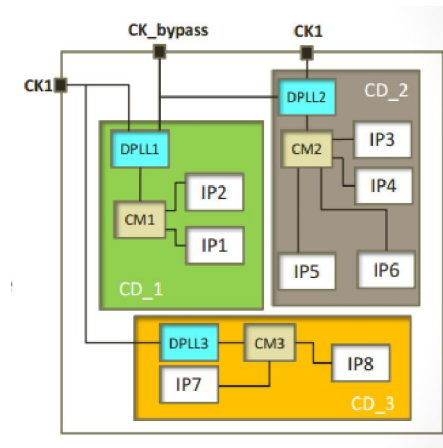 CK_bypass
CK1
CK1
DPLL2
CD_2
DPLL1
CM2
IP3
IP2
IP4
CM1
IP1
IP5
IP6
CD_1
DPLL3
CM3
IP8
IP7
CD_3